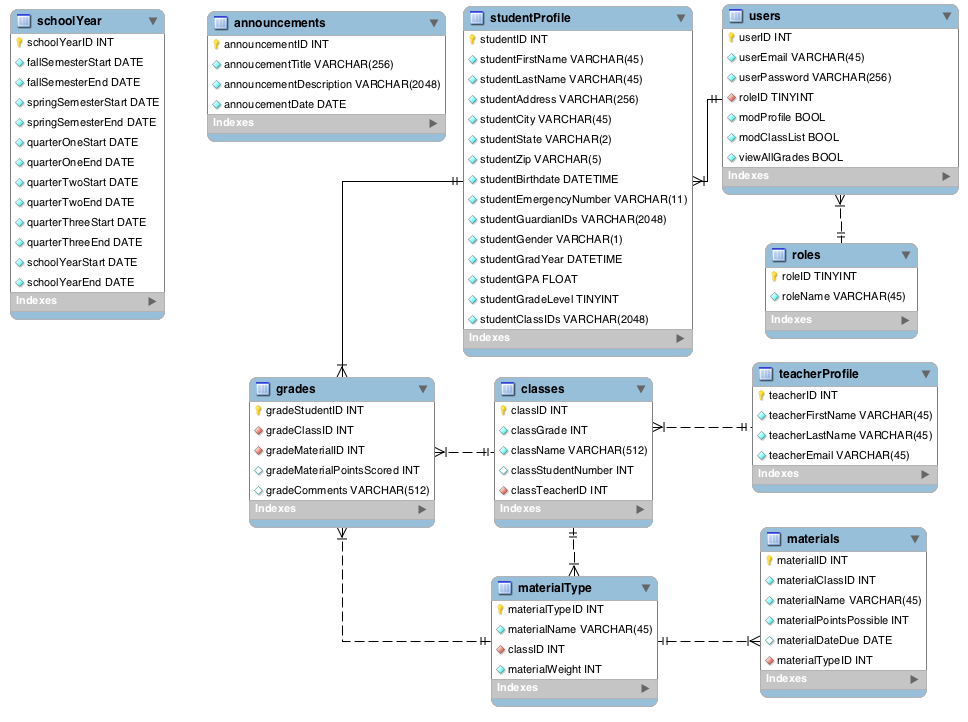 schoolYear
schoolYearID INT
fallSemesterStart DATE
fallSemesterEnd DATE
springSemesterStart DATE
springSemesterEnd DATE
quarterOneStart DATE
quarterOneEnd DATE
quarterTwoStart DATE
quarterTwoEnd DATE
quarterThreeStart DATE
quarterThreeEnd DATE
schoolYearStart DATE
schoolYearEnd DATE
Indexes
announcements
announcementID INT
annoucementTitle VARCHAR(256)
announcementDescription VARCHAR(2048)
annoucementDate DATE
Indexes
studentProfile
studentID INT
studentFirstName VARCHAR(45)
studentLastName VARCHAR(45)
studentAddress VARCHAR(256)
studentCity VARCHAR(45)
studentState VARCHAR(2)
studentZip VARCHAR(5)
studentBirthdate DATETIME
studentEmergencyNumber VARCHAR(11)
studentGuardianIDs VARCHAR(2048)
studentGender VARCHAR(1)
studentGradYear DATETIME
studentGPA FLOAT
studentGradeLevel TINYINT
studentClassIDs VARCHAR(2048)
Indexes
users
userID INT
userEmail VARCHAR(45)
userPassword VARCHAR(256)
roleID TINYINT
modProfile BOOL
modClassList BOOL
viewAllGrades BOOL
Indexes
roles
roleID TINYINT
roleName VARCHAR(45)
Indexes
grades
gradeStudentID INT
gradeClassID INT
gradeMaterialID INT
gradeMaterialPointsScored INT
gradeComments VARCHAR(512)
Indexes
classes
classID INT
classGrade INT
className VARCHAR(512)
classStudentNumber INT
classTeacherID INT
Indexes
teacherProfile
teacherID INT
teacherFirstName VARCHAR(45)
teacherLastName VARCHAR(45)
teacherEmail VARCHAR(45)
Indexes
materialType
materialTypeID INT
materialName VARCHAR(45)
classID INT
materialWeight INT
Indexes
materials
materialID INT
materialClassID INT
materialName VARCHAR(45)
materialPointsPossible INT
materialDateDue DATE
materialTypeID INT
Indexes